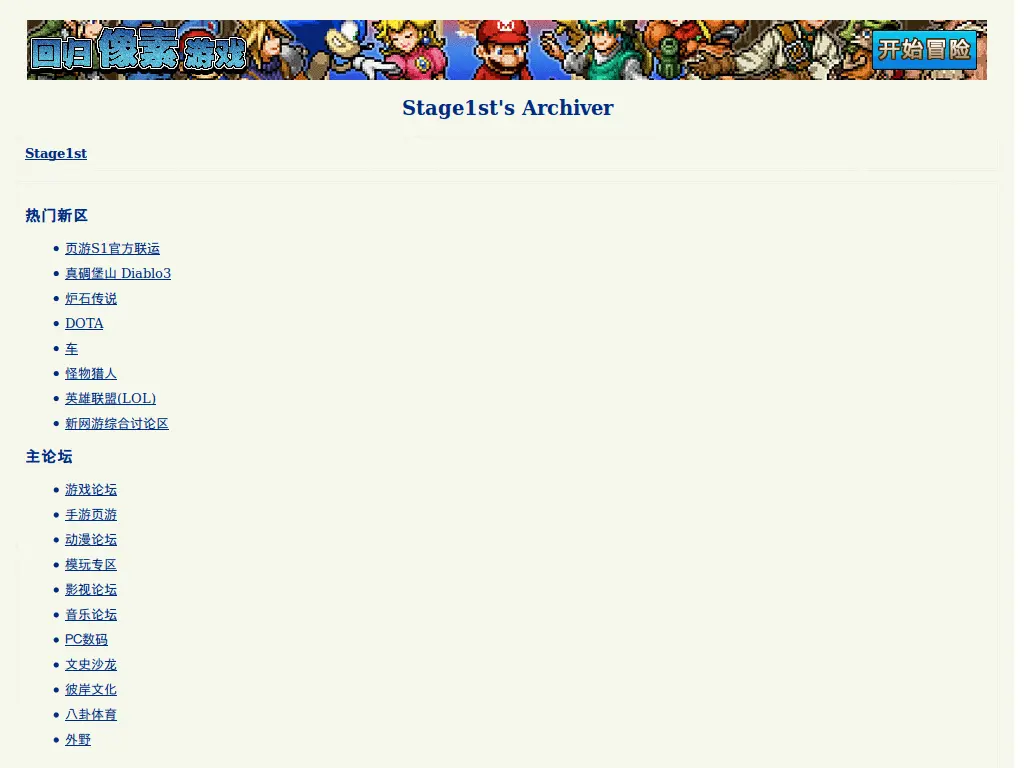 回归 像素 游戏
开始冒险
Stage1st's Archiver
Stage1st
热门新区
页游S1官方联运
真碉堡山 Diablo3
炉石传说
DOTA
车
怪物猎人
英雄联盟(LOL)
新网游综合讨论区
主论坛
游戏论坛
手游页游
动漫论坛
模玩专区
影视论坛
音乐论坛
PC数码
文史沙龙
彼岸文化
八卦体育
外野